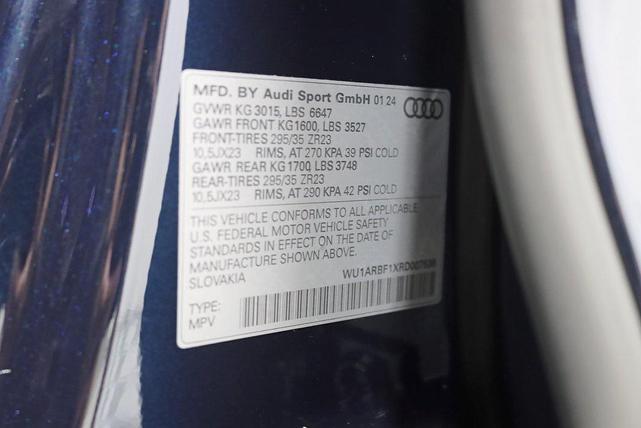 MFD. BY Audi Sport GmbH 01 24
GVWR KG 3015, LBS 6647
GAWR FRONT KG1600, LBS 3527
FRONT-TIRES 295/35 ZR23
10,5JX23 RIMS, AT 270 KPA 39 PSI COLD
GAWR REAR KG 1700, LBS 3748
REAR-TIRES 295/35 ZR23
10,5JX23 RIMS, AT 290 KPA 42 PSI COLD
THIS VEHICLE CONFORMS TO ALL APPLICABLE
U.S. FEDERAL MOTOR VEHICLE SAFETY
STANDARDS IN EFFECT ON THE DATE OF
MANUFACTURE SHOWN ABOVE.
SLOVAKIA
TYPE:
MPV